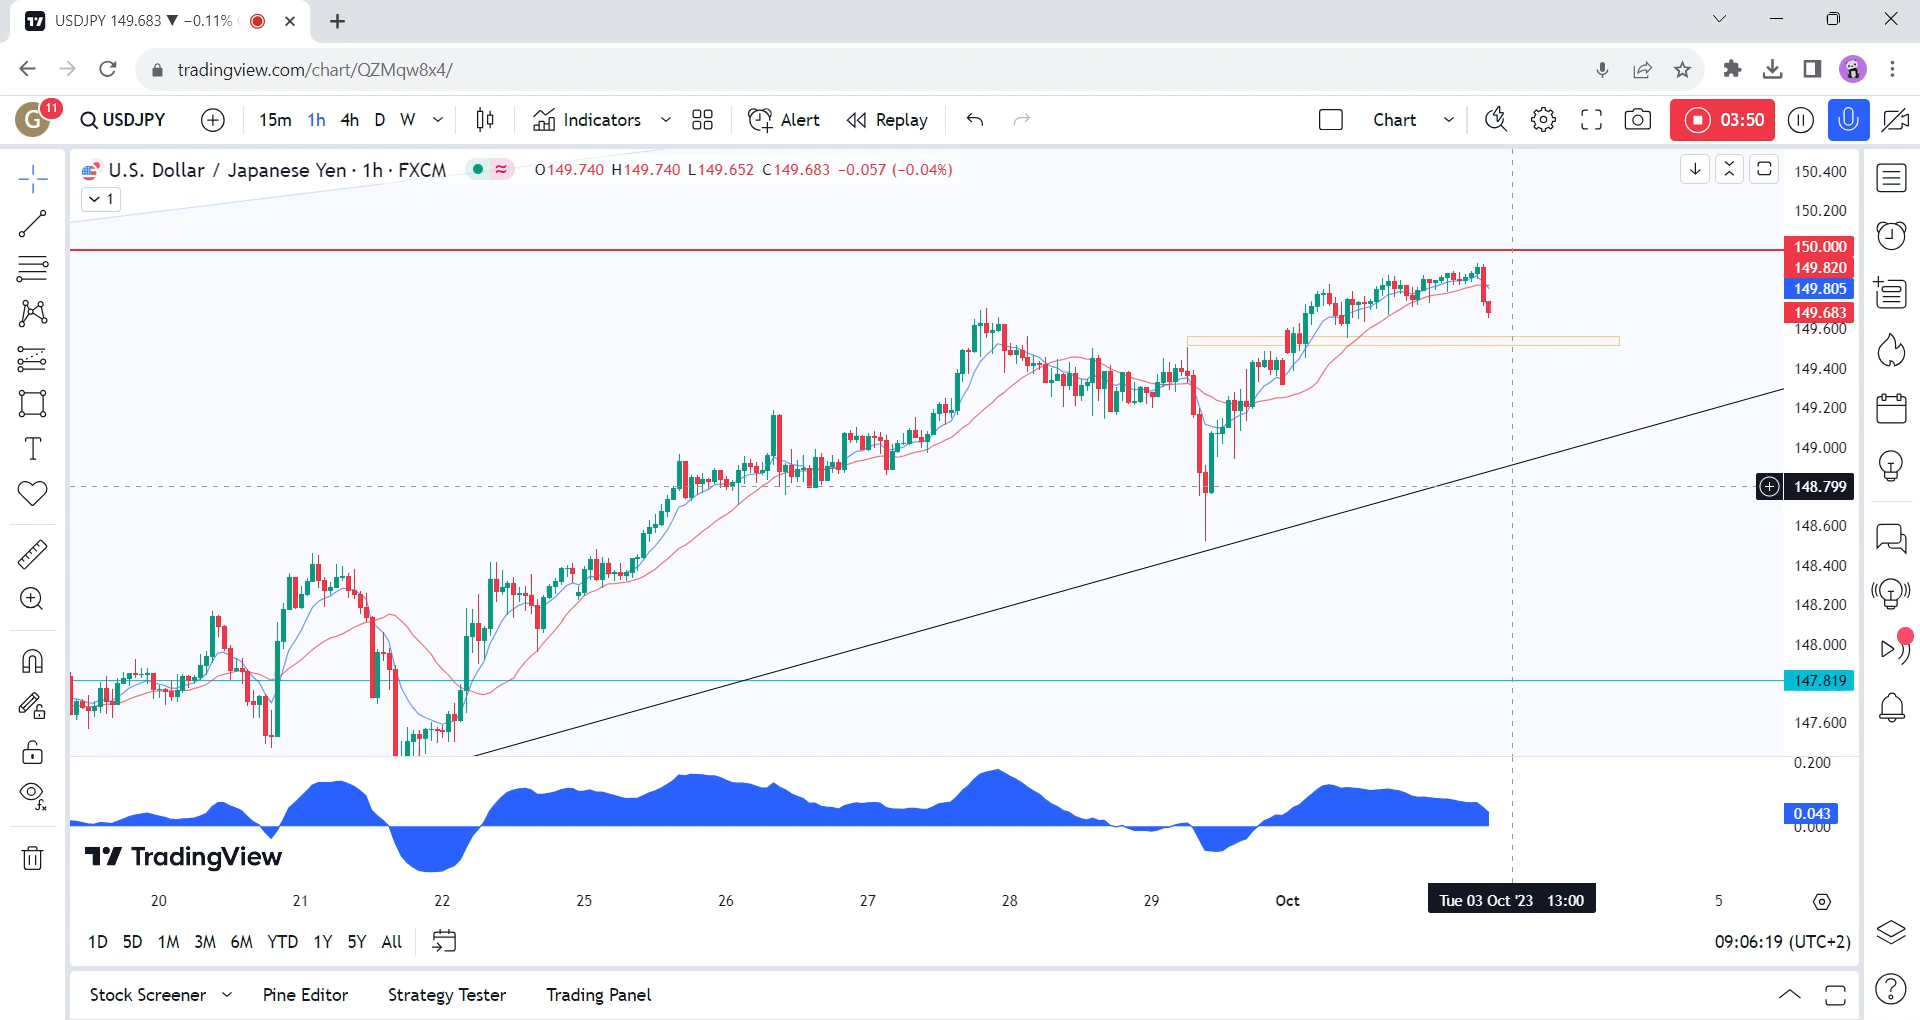 USDJPY 149.683 ▼ −0.11%
tradingview.com/chart/QZMqw8x4/
G 11 USDJPY 15m 1h 4h D W Indicators Alert Replay Chart 03:50
U.S. Dollar / Japanese Yen · 1h · FXCM O149.740 H149.740 L149.652 C149.683 −0.057 (−0.04%)
1
150.400
150.200
150.000
149.820
149.805
149.683
149.600
149.400
149.200
149.000
148.799
148.600
148.400
148.200
148.000
147.819
147.600
0.200
0.043
0.000
TradingView
20 21 22 25 26 27 28 29 Oct Tue 03 Oct '23 13:00 5
1D 5D 1M 3M 6M YTD 1Y 5Y All 09:06:19 (UTC+2)
Stock Screener Pine Editor Strategy Tester Trading Panel